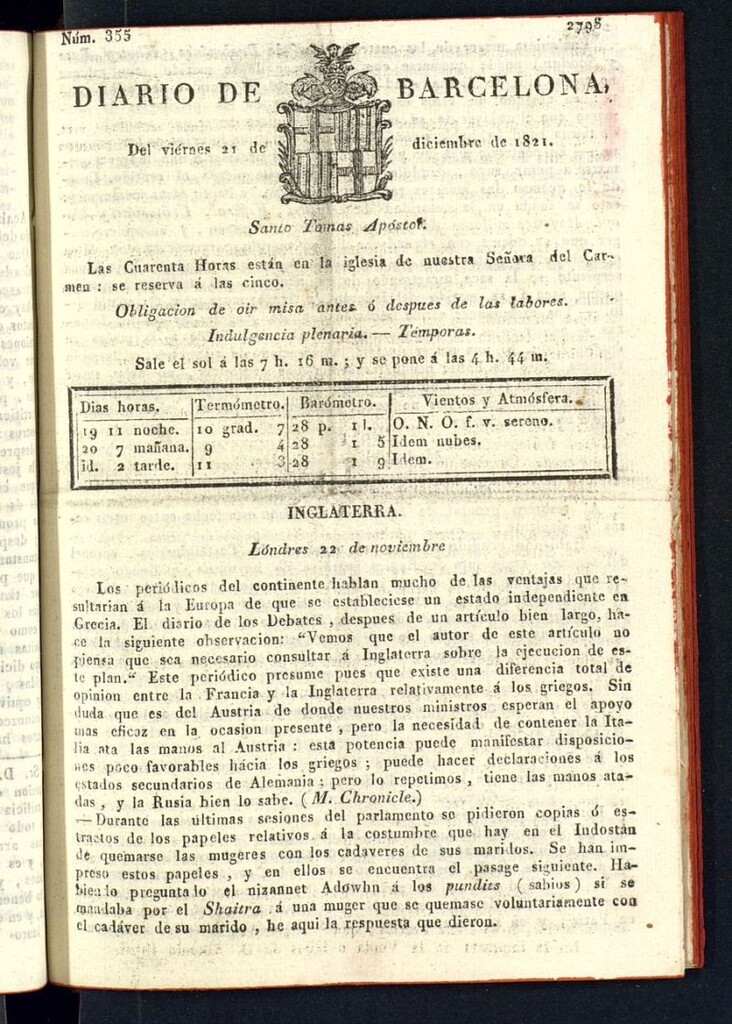 Núm. 355 2798
DIARIO DE BARCELONA,
Del viérnes 21 de diciembre de 1821.
Santo Tomas Apóstol.
Las Cuarenta Horas están en la iglesia de nuestra Señora del Car-
men : se reserva á las cinco.
Obligacion de oir misa antes ó despues de las labores.
Indulgencia plenaria. — Témporas.
Sale el sol á las 7 h. 16 m. ; y se pone á las 4 h. 44 m.
Dias horas. Termómetro. Barómetro. Vientos y Atmósfera.
19 11 noche. 10 grad. 7 28 p. 1 l. O. N. O. f. v. sereno.
20 7 mañana. 9 4 28 1 5 Idem nubes.
id. 2 tarde. 11 3 28 1 9 Idem.
INGLATERRA.
Lóndres 22 de noviembre
Los periódicos del continente hablan mucho de las ventajas que re-
sultarian á la Europa de que se estableciese un estado independiente en
Grecia. El diario de los Debates , despues de un artículo bien largo, ha-
ce la siguiente observacion: “Vemos que el autor de este artículo no
piensa que sea necesario consultar á Inglaterra sobre la ejecucion de es-
te plan.“ Este periódico presume pues que existe una diferencia total de
opinion entre la Francia y la Inglaterra relativamente á los griegos. Sin
duda que es del Austria de donde nuestros ministros esperan el apoyo
mas eficaz en la ocasion presente , pero la necesidad de contener la Ita-
lia ata las manos al Austria : esta potencia puede manifestar disposicio-
nes poco favorables hácia los griegos ; puede hacer declaraciones á los
estados secundarios de Alemania ; pero lo repetimos , tiene las manos ata-
das , y la Rusia bien lo sabe. ( M. Chronicle.)
— Durante las últimas sesiones del parlamento se pidieron copias ó es-
tractos de los papeles relativos á la costumbre que hay en el Indostán
de quemarse las mugeres con los cadaveres de sus maridos. Se han im-
preso estos papeles , y en ellos se encuentra el pasage siguiente. Ha-
biendo preguntado el nizannet Adowhn á los pundits ( sabios ) si se
mandaba por el Shaitra á una muger que se quemase voluntariamente con
el cadáver de su marido , he aqui la respuesta que dieron.